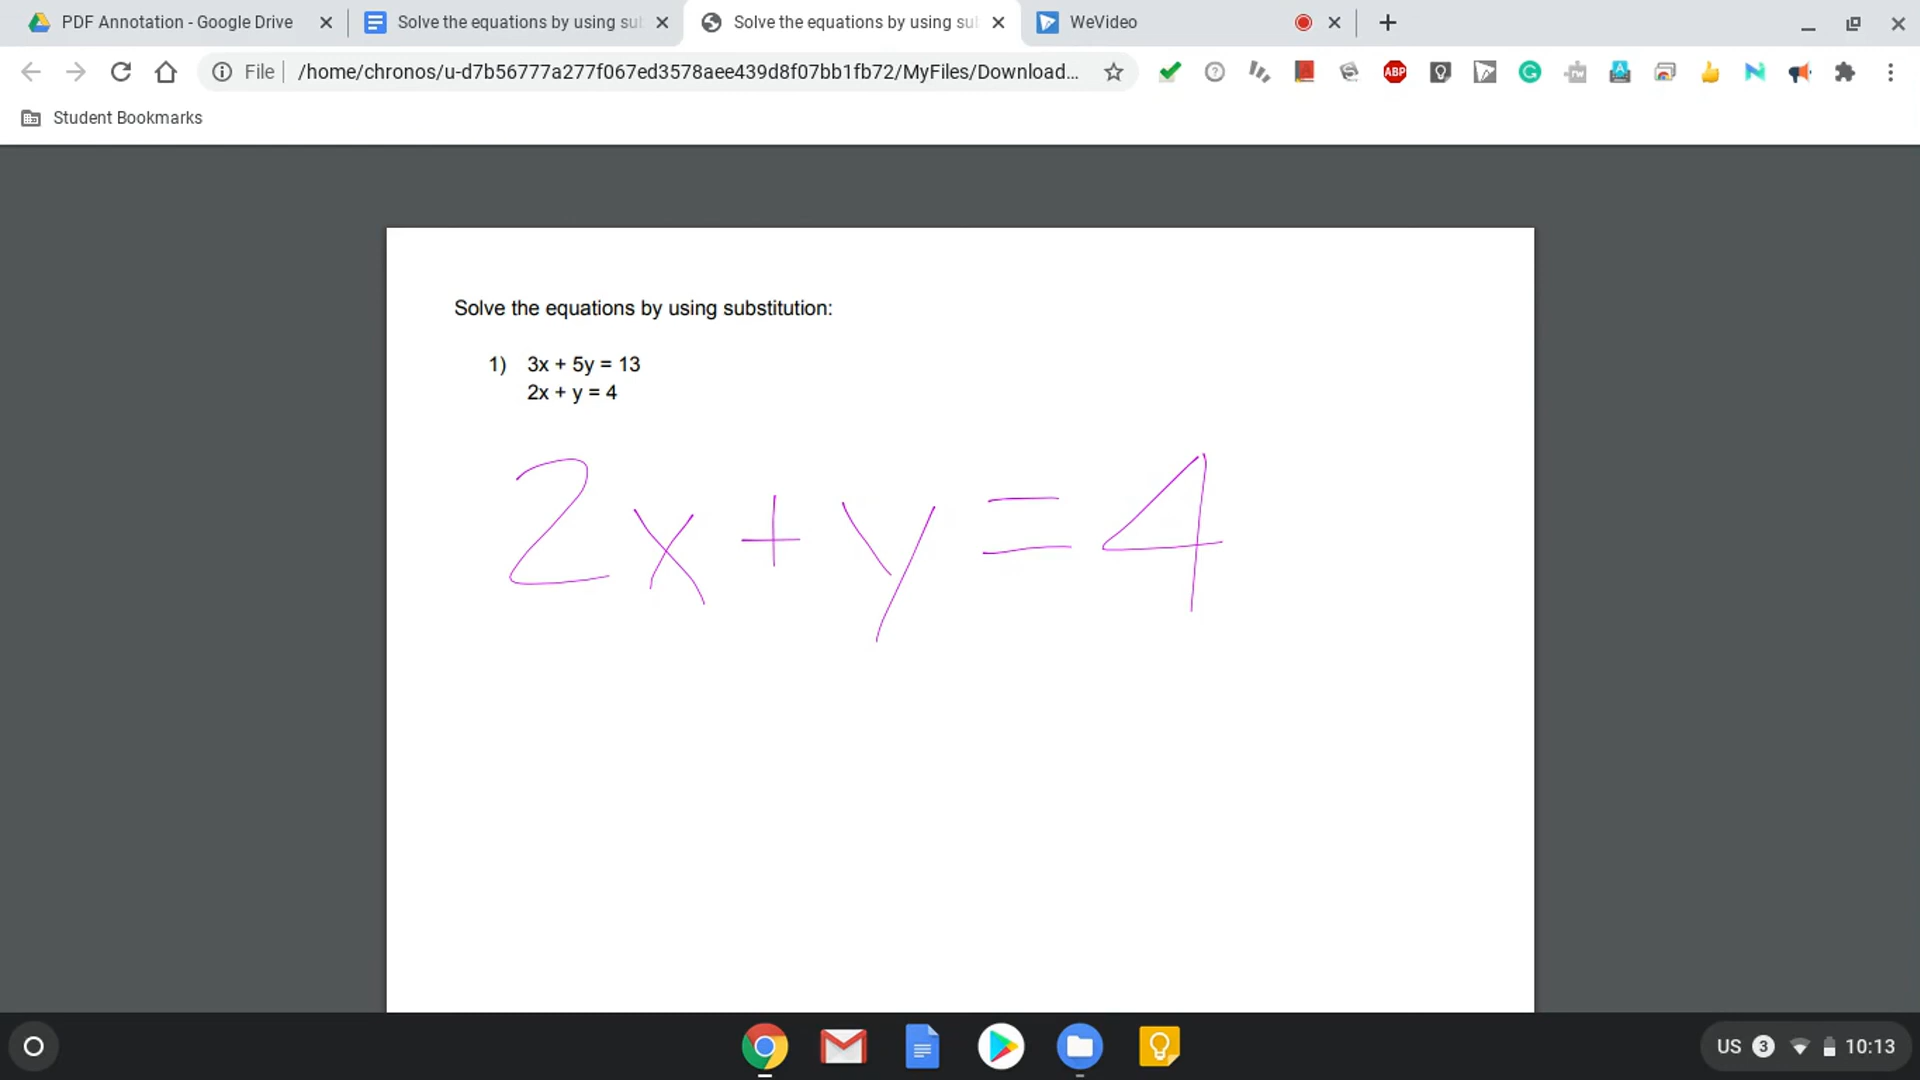 PDF Annotation - Google Drive
Solve the equations by using su
Solve the equations by using su
WeVideo
File
/home/chronos/u-d7b56777a277f067ed3578aee439d8f07bb1fb72/MyFiles/Download...
ABP
Student Bookmarks
Solve the equations by using substitution:
1) 3x + 5y = 13
2x + y = 4
2x + y = 4
US 3 10:13